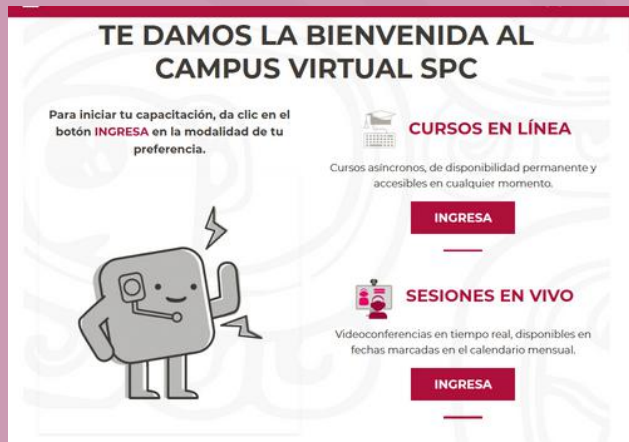 TE DAMOS LA BIENVENIDA AL
CAMPUS VIRTUAL SPC
Para iniciar tu capacitación, da clic en el
botón INGRESA en la modalidad de tu
preferencia.
CURSOS EN LÍNEA
Cursos asíncronos, de disponibilidad permanente y
accesibles en cualquier momento.
INGRESA
SESIONES EN VIVO
Videoconferencias en tiempo real, disponibles en
fechas marcadas en el calendario mensual.
INGRESA